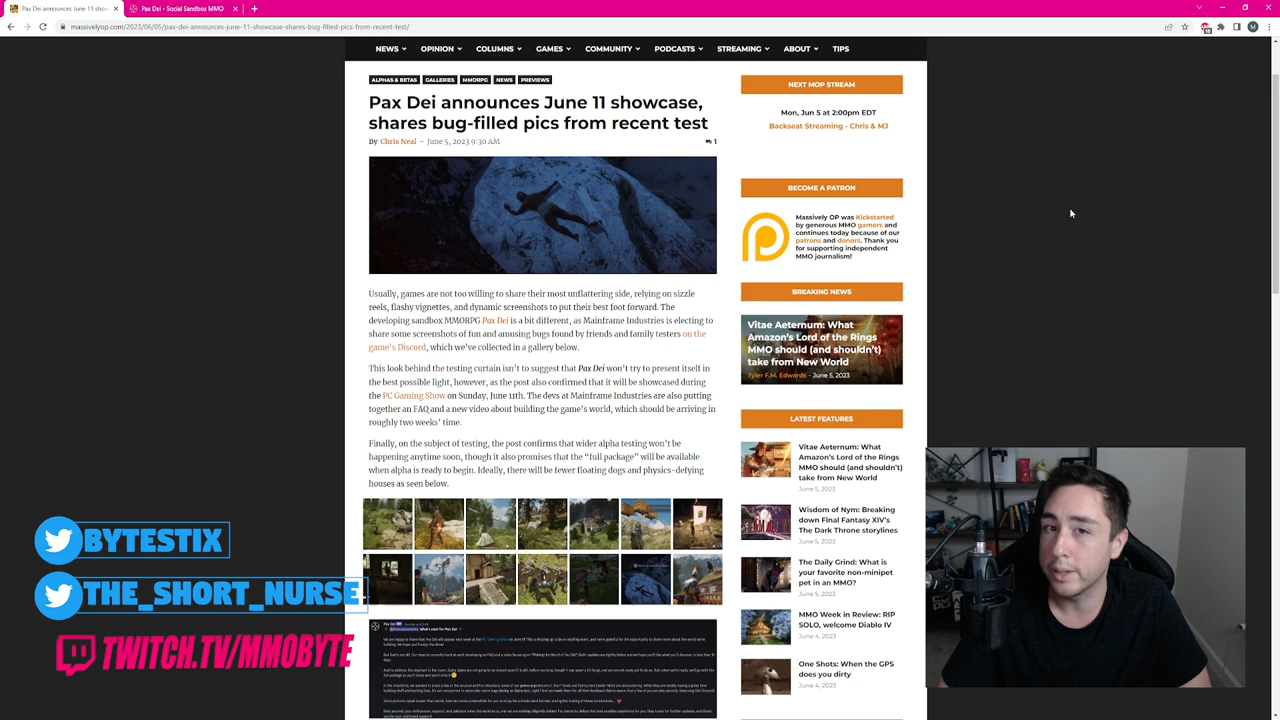 Pax Dei announces June 11 show
Pax Dei - Social Sandbox MMO
massivelyop.com/2023/06/05/pax-dei-announces-june-11-showcase-shares-bug-filled-pics-from-recent-test/
NEWS OPINION COLUMNS GAMES COMMUNITY PODCASTS STREAMING ABOUT TIPS
ALPHAS & BETAS GALLERIES MMORPG NEWS PREVIEWS
Pax Dei announces June 11 showcase,
shares bug-filled pics from recent test
By Chris Neal - June 5, 2023 9:30 AM
1
Usually, games are not too willing to share their most unflattering side, relying on sizzle
reels, flashy vignettes, and dynamic screenshots to put their best foot forward. The
developing sandbox MMORPG Pax Dei is a bit different, as Mainframe Industries is electing to
share some screenshots of fun and amusing bugs found by friends and family testers on the
game's Discord, which we've collected in a gallery below.
This look behind the testing curtain isn't to suggest that Pax Dei won't try to present itself in
the best possible light, however, as the post also confirmed that it will be showcased during
the PC Gaming Show on Sunday, June 11th. The devs at Mainframe Industries are also putting
together an FAQ and a new video about building the game's world, which should be arriving in
roughly two weeks' time.
Finally, on the subject of testing, the post confirms that wider alpha testing won't be
happening anytime soon, though it also promises that the "full package" will be available
when alpha is ready to begin. Ideally, there will be fewer floating dogs and physics-defying
houses as seen below.
NEXT MOP STREAM
Mon, Jun 5 at 2:00pm EDT
Backseat Streaming - Chris & MJ
BECOME A PATRON
Massively OP was Kickstarted
by generous MMO gamers and
continues today because of our
patrons and donors. Thank you
for supporting independent
MMO journalism!
BREAKING NEWS
Vitae Aeternum: What
Amazon's Lord of the Rings
MMO should (and shouldn't)
take from New World
Tyler F.M. Edwards - June 5, 2023
LATEST FEATURES
Vitae Aeternum: What
Amazon's Lord of the Rings
MMO should (and shouldn't)
take from New World
June 5, 2023
Wisdom of Nym: Breaking
down Final Fantasy XIV's
The Dark Throne storylines
June 5, 2023
The Daily Grind: What is
your favorite non-minipet
pet in an MMO?
June 5, 2023
MMO Week in Review: RIP
SOLO, welcome Diablo IV
June 4, 2023
One Shots: When the GPS
does you dirty
June 4, 2023
BYTESTIX
THE_SHORT_NURSE
TWITCH.TV/MMOBYTE